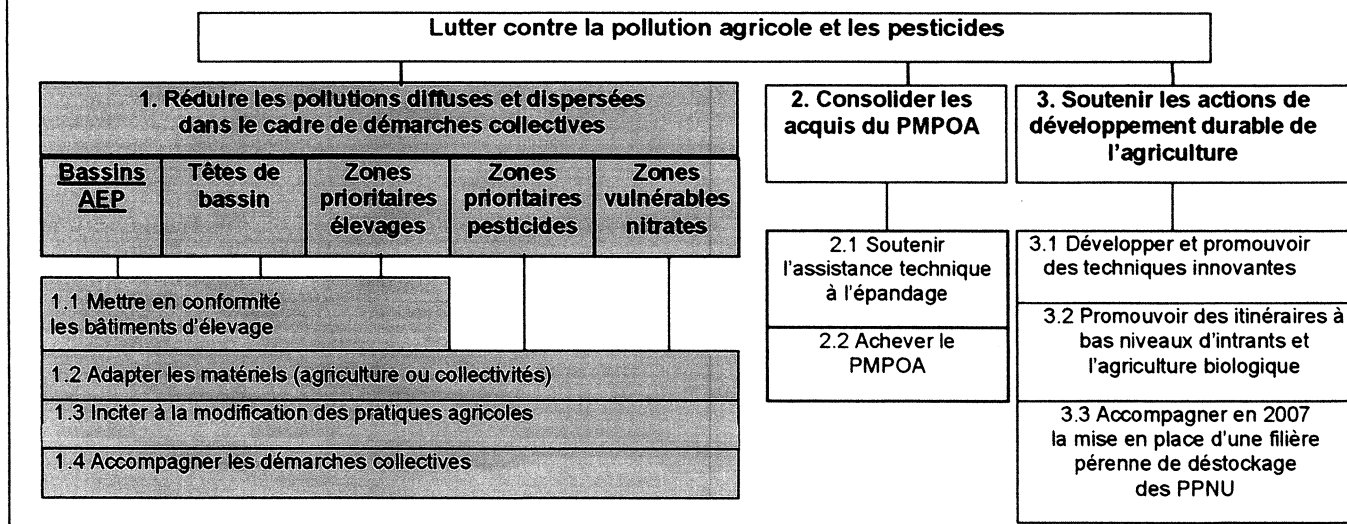 Lutter contre la pollution agricole et les pesticides
1. Réduire les pollutions diffuses et dispersées
dans le cadre de démarches collectives
Bassins
AEP
Têtes de
bassin
Zones
prioritaires
élevages
Zones
prioritaires
pesticides
Zones
vulnérables
nitrates
1.1 Mettre en conformité
les bâtiments d'élevage
1.2 Adapter les matériels (agriculture ou collectivités)
1.3 Inciter à la modification des pratiques agricoles
1.4 Accompagner les démarches collectives
2. Consolider les
acquis du PMPOA
2.1 Soutenir
l'assistance technique
à l'épandage
2.2 Achever le
PMPOA
3. Soutenir les actions de
développement durable de
l'agriculture
3.1 Développer et promouvoir
des techniques innovantes
3.2 Promouvoir des itinéraires à
bas niveaux d'intrants et
l'agriculture biologique
3.3 Accompagner en 2007
la mise en place d'une filière
pérenne de déstockage
des PPNU